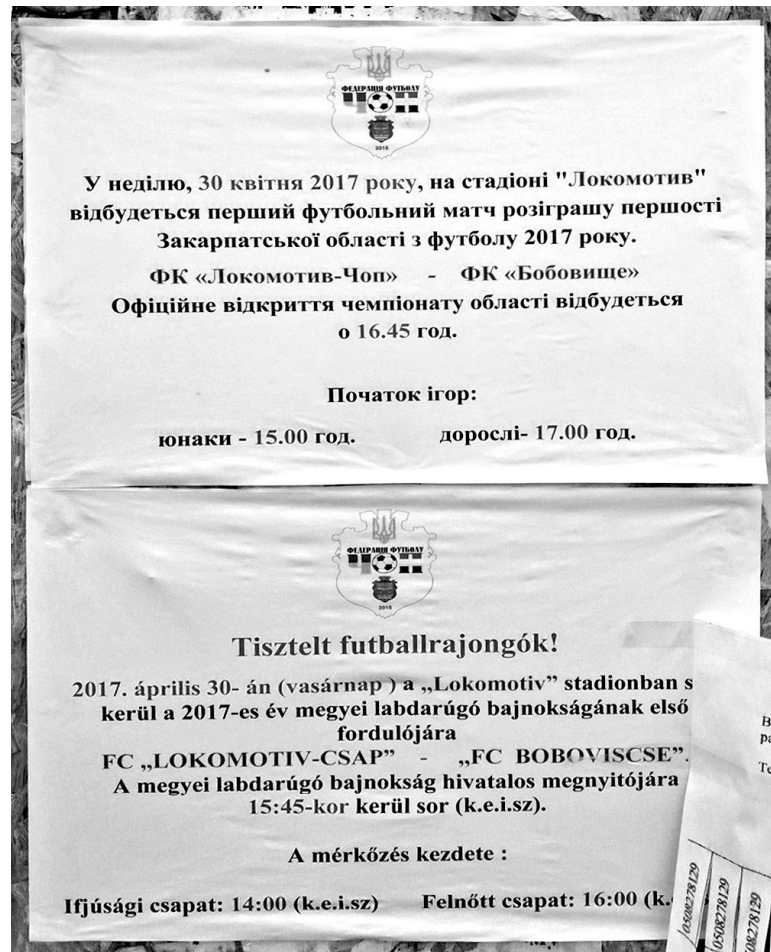 ФЕДЕРАЦІЯ ФУТБОЛУ
2015
У неділю, 30 квітня 2017 року, на стадіоні "Локомотив"
відбудеться перший футбольний матч розіграшу першості
Закарпатської області з футболу 2017 року.
ФК «Локомотив-Чоп» - ФК «Бобовище»
Офіційне відкриття чемпіонату області відбудеться
о 16.45 год.
Початок ігор:
юнаки - 15.00 год. дорослі- 17.00 год.
ФЕДЕРАЦІЯ ФУТБОЛУ
2015
Tisztelt futballrajongók!
2017. április 30- án (vasárnap ) a „Lokomotiv” stadionban s
kerül a 2017-es év megyei labdarúgó bajnokságának első
fordulójára
FC „LOKOMOTIV-CSAP” - „FC BOBOVISCSE”.
A megyei labdarúgó bajnokság hivatalos megnyitójára
15:45-kor kerül sor (k.e.i.sz).
A mérkőzés kezdete :
Ifjúsági csapat: 14:00 (k.e.i.sz) Felnőtt csapat: 16:00 (k.
0508278129
0508278129
08278129